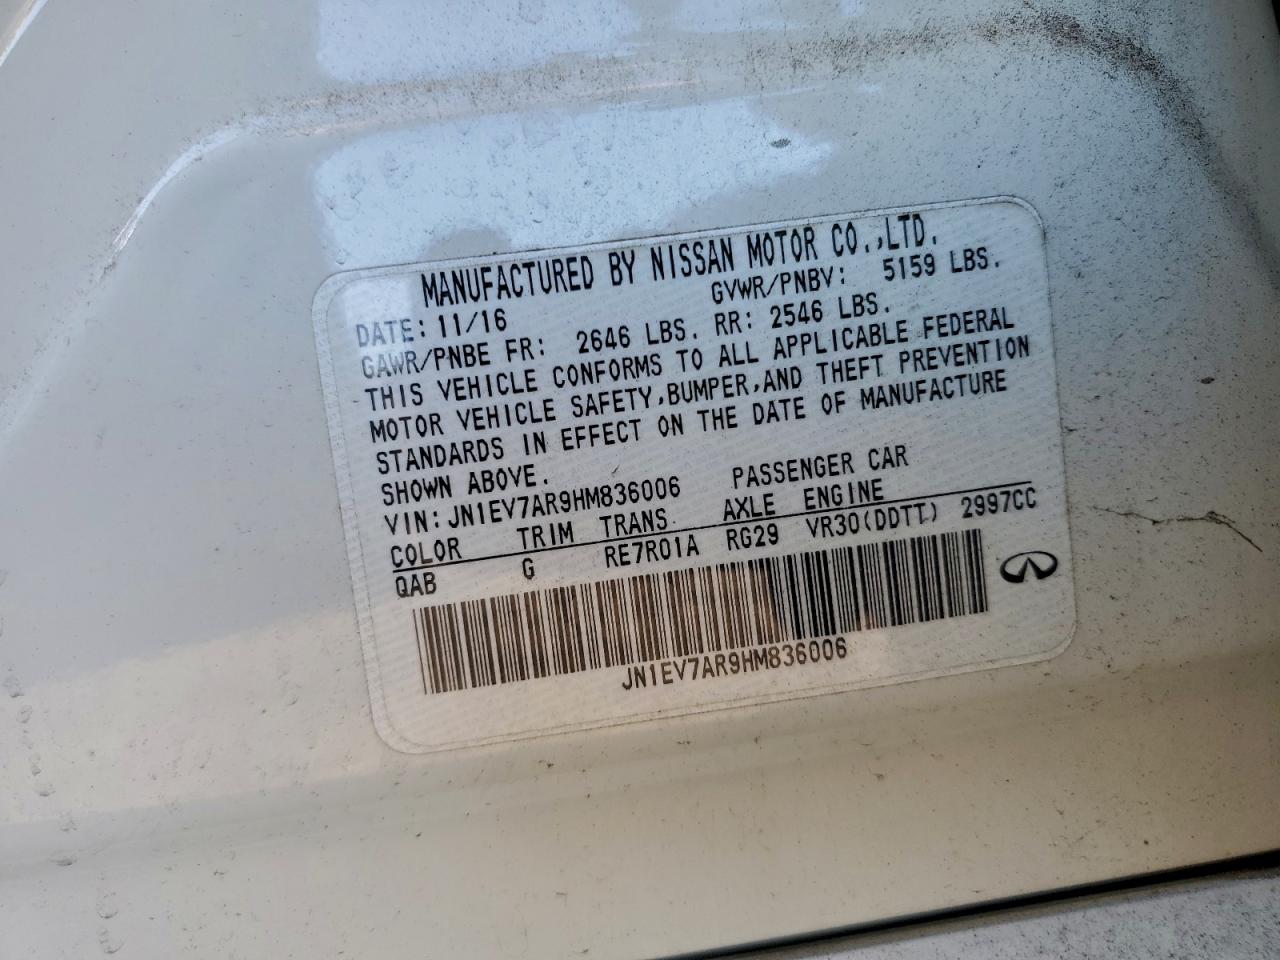 MANUFACTURED BY NISSAN MOTOR CO.,LTD.
DATE: 11/16 GVWR/PNBV: 5159 LBS.
GAWR/PNBE FR: 2646 LBS. RR: 2546 LBS.
THIS VEHICLE CONFORMS TO ALL APPLICABLE FEDERAL
MOTOR VEHICLE SAFETY,BUMPER,AND THEFT PREVENTION
STANDARDS IN EFFECT ON THE DATE OF MANUFACTURE
SHOWN ABOVE.
VIN: JN1EV7AR9HM836006 PASSENGER CAR
COLOR TRIM TRANS AXLE ENGINE
QAB G RE7R01A RG29 VR30(DDTT) 2997CC
JN1EV7AR9HM836006